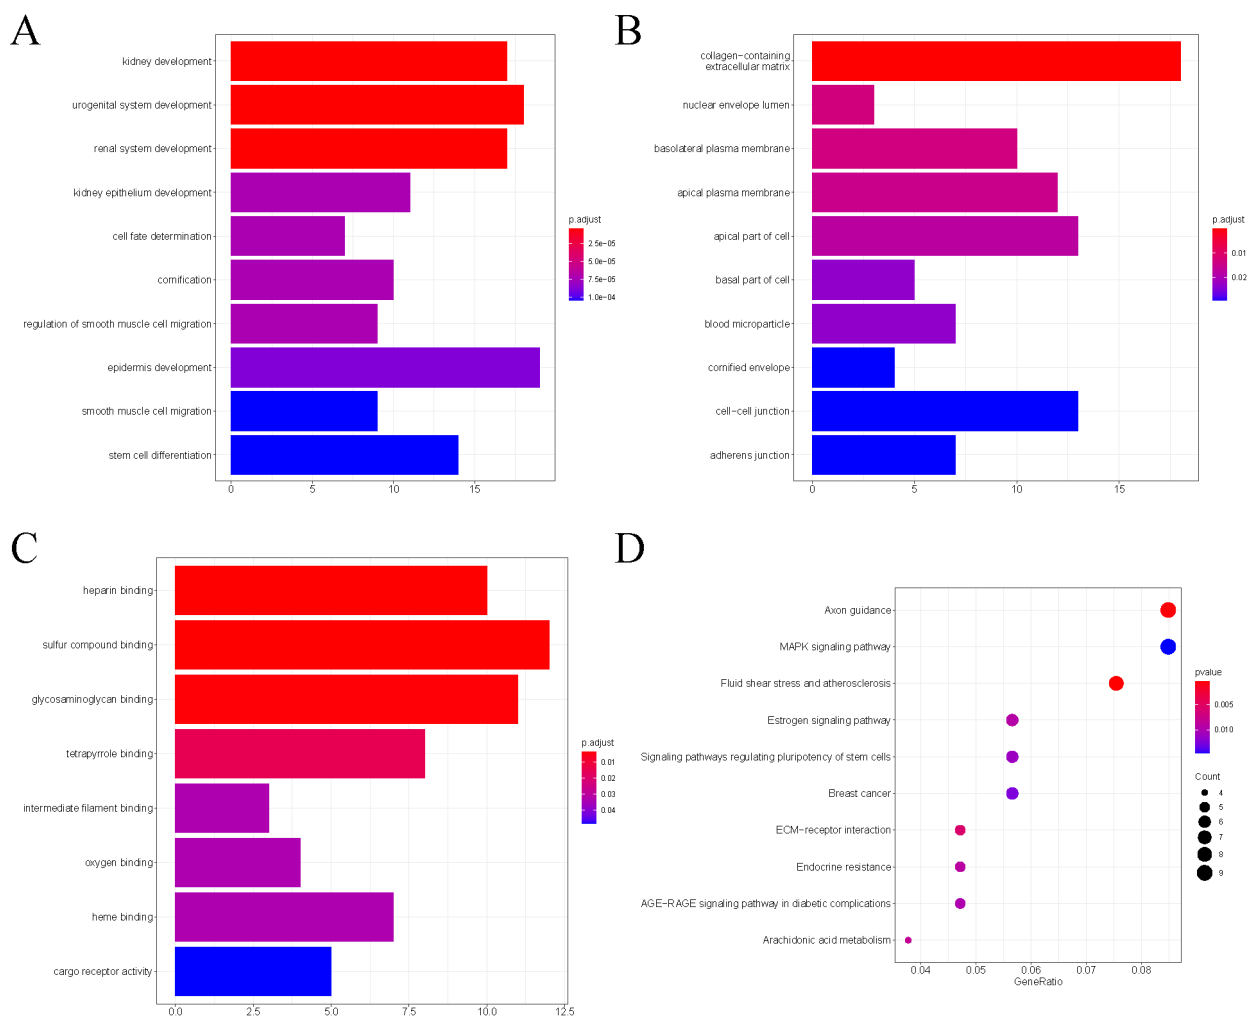 A
kidney development
urogenital system development
renal system development
kidney epithelium development
cell fate determination
cornification
regulation of smooth muscle cell migration
epidermis development
smooth muscle cell migration
stem cell differentiation
0 5 10 15
p.adjust
2.5e−05
5.0e−05
7.5e−05
1.0e−04
B
collagen−containing
extracellular matrix
nuclear envelope lumen
basolateral plasma membrane
apical plasma membrane
apical part of cell
basal part of cell
blood microparticle
cornified envelope
cell−cell junction
adherens junction
0 5 10 15
p.adjust
0.01
0.02
C
heparin binding
sulfur compound binding
glycosaminoglycan binding
tetrapyrrole binding
intermediate filament binding
oxygen binding
heme binding
cargo receptor activity
0.0 2.5 5.0 7.5 10.0 12.5
p.adjust
0.01
0.02
0.03
0.04
D
Axon guidance
MAPK signaling pathway
Fluid shear stress and atherosclerosis
Estrogen signaling pathway
Signaling pathways regulating pluripotency of stem cells
Breast cancer
ECM−receptor interaction
Endocrine resistance
AGE−RAGE signaling pathway in diabetic complications
Arachidonic acid metabolism
0.04 0.05 0.06 0.07 0.08
GeneRatio
pvalue
0.005
0.010
Count
4
5
6
7
8
9